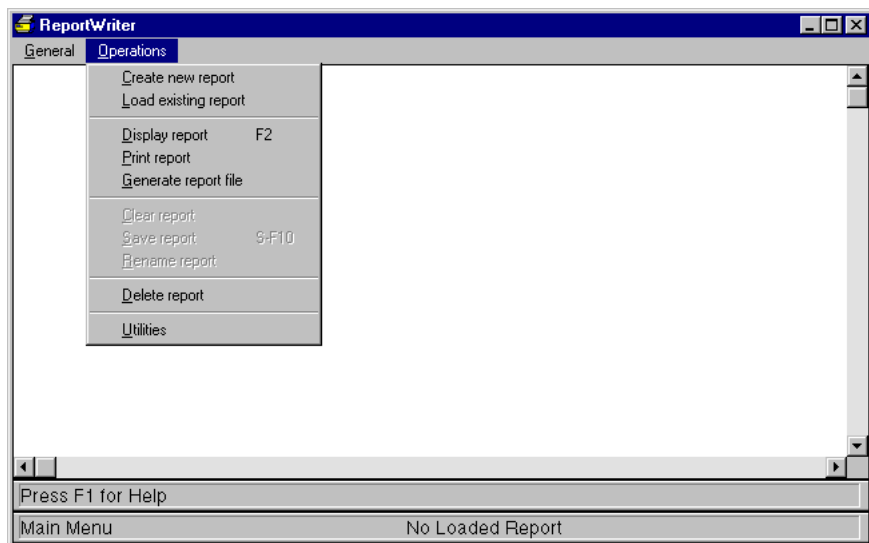 ReportWriter
General Operations
Create new report
Load existing report
Display report F2
Print report
Generate report file
Clear report
Save report S-F10
Rename report
Delete report
Utilities
Press F1 for Help
Main Menu No Loaded Report